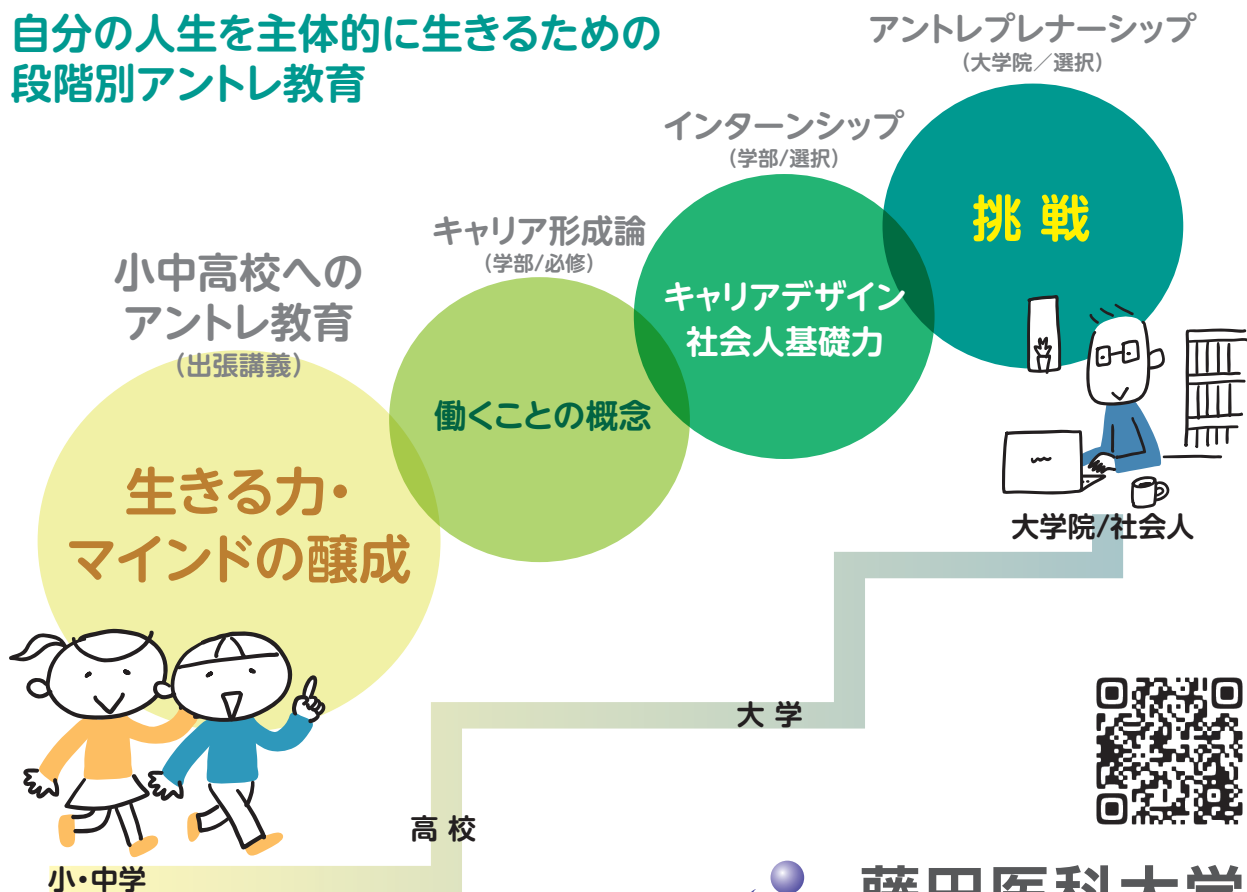 自分の人生を主体的に生きるための
段階別アントレ教育
アントレプレナーシップ
（大学院／選択）
挑 戦
インターンシップ
（学部/選択）
キャリアデザイン
社会人基礎力
キャリア形成論
（学部/必修）
働くことの概念
小中高校への
アントレ教育
（出張講義）
生きる力・
マインドの醸成
大学院/社会人
大 学
高 校
小・中学
藤田医科大学